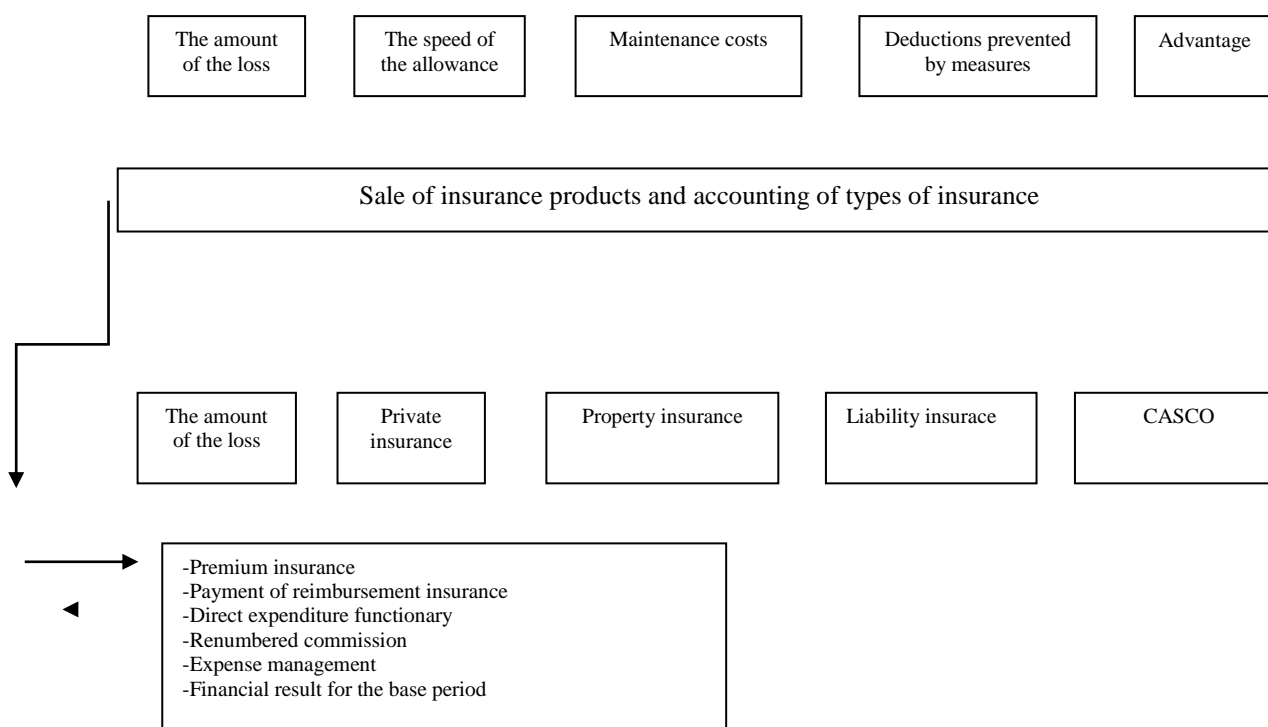 The amount
of the loss
The speed of
the allowance
Maintenance costs
Deductions prevented
by measures
Advantage
Sale of insurance products and accounting of types of insurance
The amount
of the loss
Private
insurance
Property insurance
Liability insurace
CASCO
-Premium insurance
-Payment of reimbursement insurance
-Direct expenditure functionary
-Renumbered commission
-Expense management
-Financial result for the base period